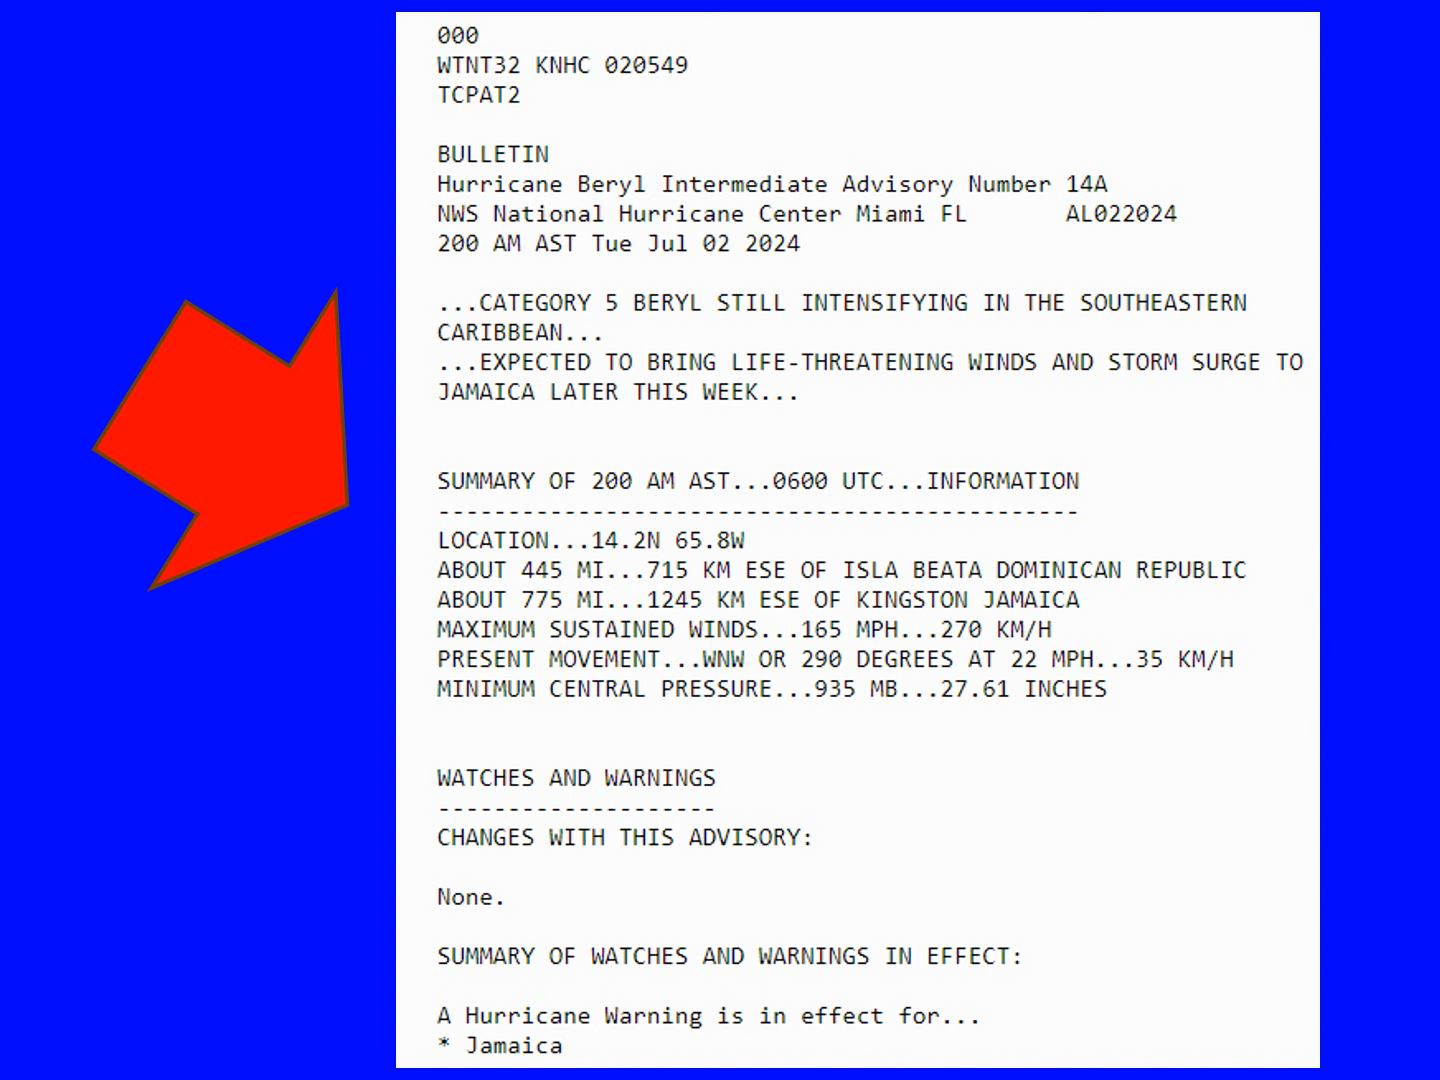 000
WTNT32 KNHC 020549
TCPAT2
BULLETIN
Hurricane Beryl Intermediate Advisory Number 14A
NWS National Hurricane Center Miami FL       AL022024
200 AM AST Tue Jul 02 2024
...CATEGORY 5 BERYL STILL INTENSIFYING IN THE SOUTHEASTERN
CARIBBEAN...
...EXPECTED TO BRING LIFE-THREATENING WINDS AND STORM SURGE TO
JAMAICA LATER THIS WEEK...
SUMMARY OF 200 AM AST...0600 UTC...INFORMATION
----------------------------------------------
LOCATION...14.2N 65.8W
ABOUT 445 MI...715 KM ESE OF ISLA BEATA DOMINICAN REPUBLIC
ABOUT 775 MI...1245 KM ESE OF KINGSTON JAMAICA
MAXIMUM SUSTAINED WINDS...165 MPH...270 KM/H
PRESENT MOVEMENT...WNW OR 290 DEGREES AT 22 MPH...35 KM/H
MINIMUM CENTRAL PRESSURE...935 MB...27.61 INCHES
WATCHES AND WARNINGS
--------------------
CHANGES WITH THIS ADVISORY:
None.
SUMMARY OF WATCHES AND WARNINGS IN EFFECT:
A Hurricane Warning is in effect for...
* Jamaica